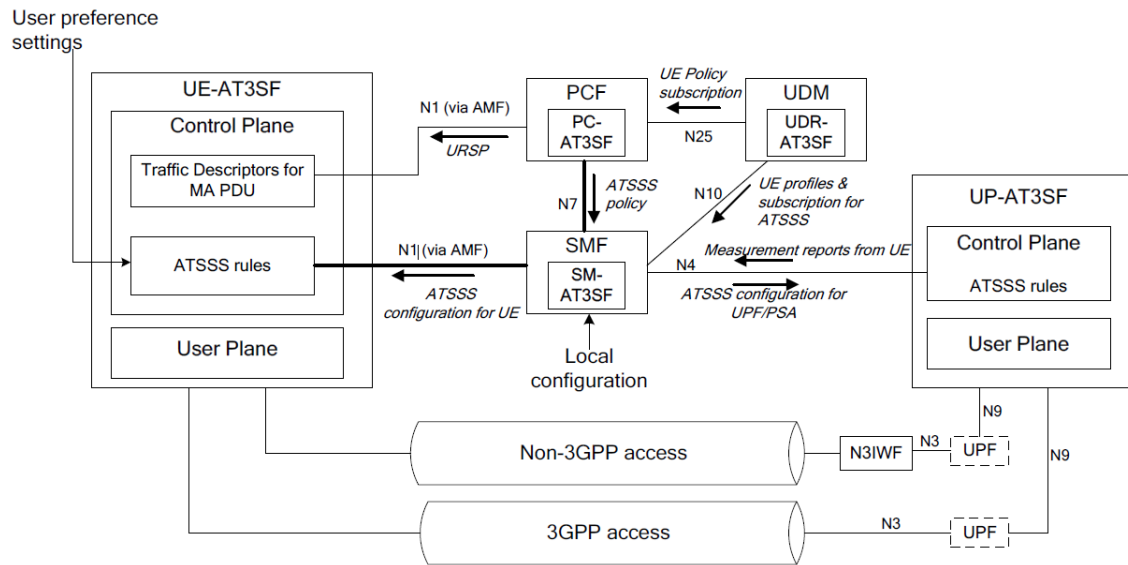 User preference
settings
UE-AT3SF
Control Plane
Traffic Descriptors for
MA PDU
ATSSS rules
User Plane
N1 (via AMF)
URSP
N1|(via AMF)
ATSSS
configuration for UE
PCF
PC-
AT3SF
UE Policy
subscription
N25
UDM
UDR-
AT3SF
N7
ATSSS
policy
N10
UE profiles &
subscription for
ATSSS
SMF
SM-
AT3SF
Measurement reports from UE
N4
ATSSS configuration for
UPF/PSA
Local
configuration
UP-AT3SF
Control Plane
ATSSS rules
User Plane
N9
N9
Non-3GPP access
N3IWF
N3
UPF
3GPP access
N3
UPF